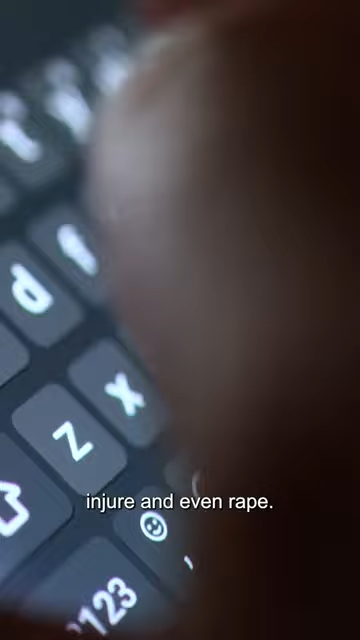 d f
z x
injure and even rape.
123 ,